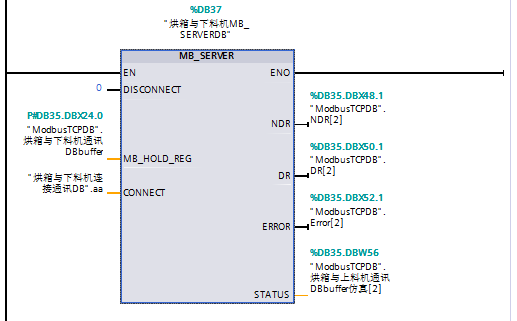 %DB37
"烘箱与下料机MB_
SERVERDB"
MB_SERVER
EN
ENO
0
DISCONNECT
%DB35.DBX48.1
"ModbusTCPDB".
NDR[2]
NDR
P#DB35.DBX24.0
"ModbusTCPDB".
烘箱与下料机通讯
DBbuffer
MB_HOLD_REG
%DB35.DBX50.1
"ModbusTCPDB".
DR[2]
DR
"烘箱与下料机连
接通讯DB".aa
CONNECT
%DB35.DBX52.1
"ModbusTCPDB".
Error[2]
ERROR
%DB35.DBW56
"ModbusTCPDB".
烘箱与上料机通讯
DBbuffer仿真[2]
STATUS